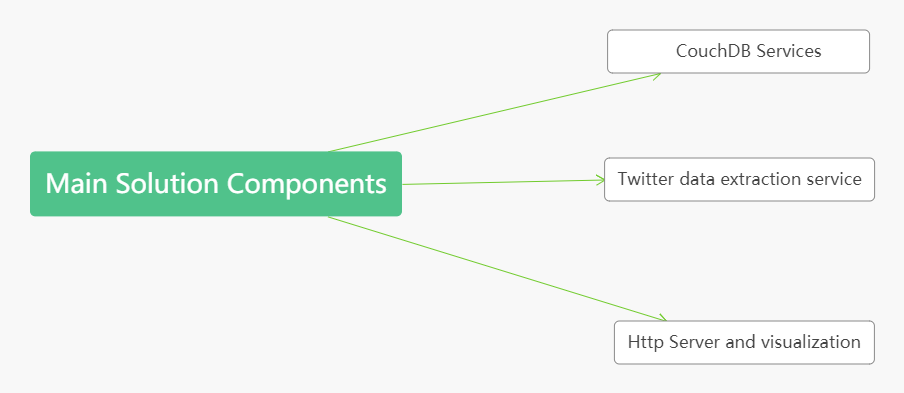 CouchDB Services
Main Solution Components
Twitter data extraction service
Http Server and visualization